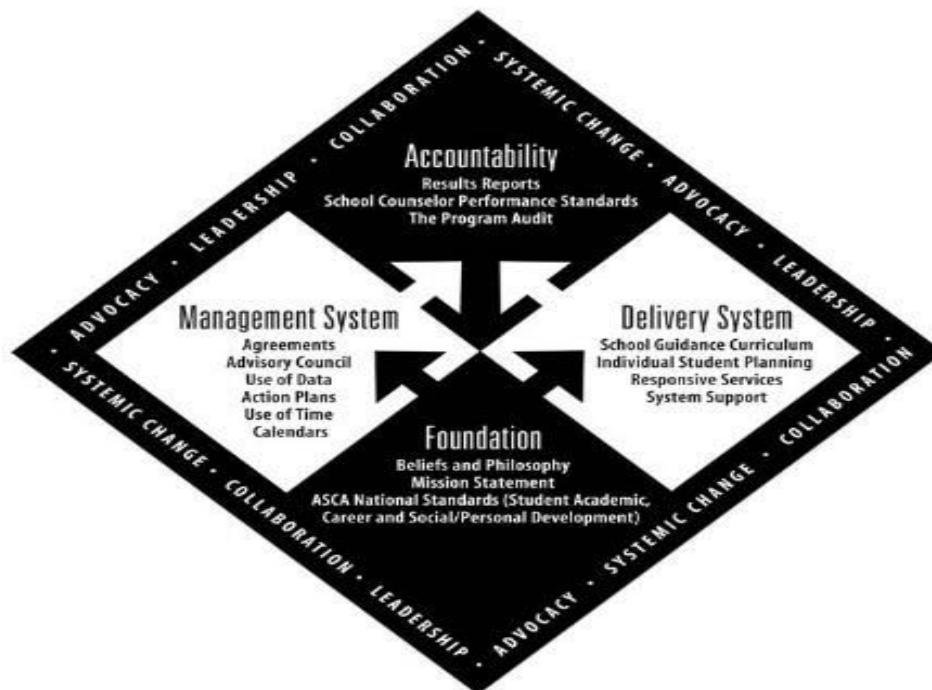 ADVOCACY • LEADERSHIP • COLLABORATION •
SYSTEMIC CHANGE • ADVOCACY • LEADERSHIP •
Accountability
Results Reports
School Counselor Performance Standards
The Program Audit
Management System
Agreements
Advisory Council
Use of Data
Action Plans
Use of Time
Calendars
Delivery System
School Guidance Curriculum
Individual Student Planning
Responsive Services
System Support
Foundation
Beliefs and Philosophy
Mission Statement
ASCA National Standards (Student Academic,
Career and Social/Personal Development)
• SYSTEMIC CHANGE • COLLABORATION • LEADERSHIP •
ADVOCACY • SYSTEMIC CHANGE • COLLABORATION